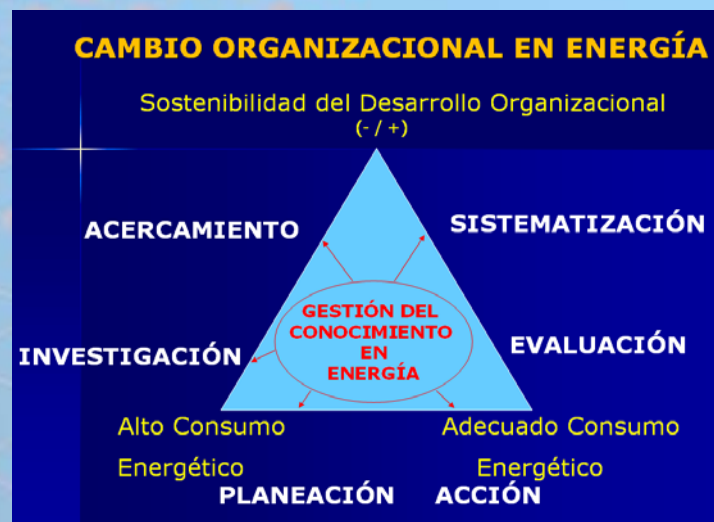 CAMBIO ORGANIZACIONAL EN ENERGÍA
Sostenibilidad del Desarrollo Organizacional
(- / +)
ACERCAMIENTO
SISTEMATIZACIÓN
GESTIÓN DEL
CONOCIMIENTO
EN
ENERGÍA
INVESTIGACIÓN
EVALUACIÓN
Alto Consumo
Energético
Adecuado Consumo
Energético
PLANEACIÓN
ACCIÓN